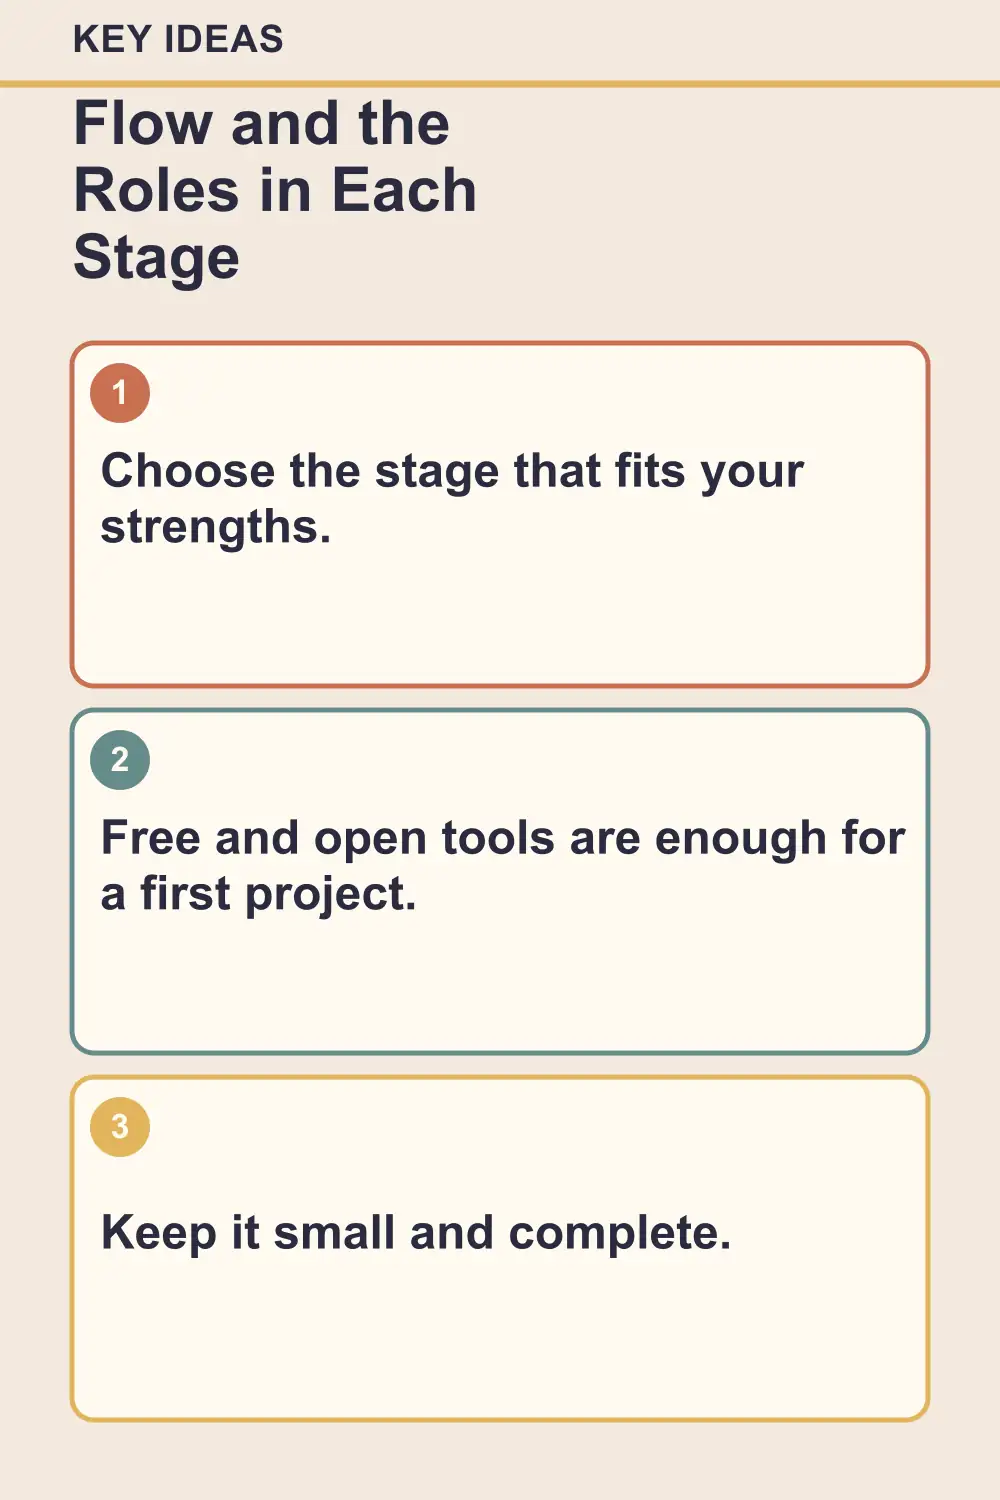 KEY IDEAS
Flow and the
Roles in Each
Stage
1
Choose the stage that fits your
strengths.
2
Free and open tools are enough for
a first project.
3
Keep it small and complete.